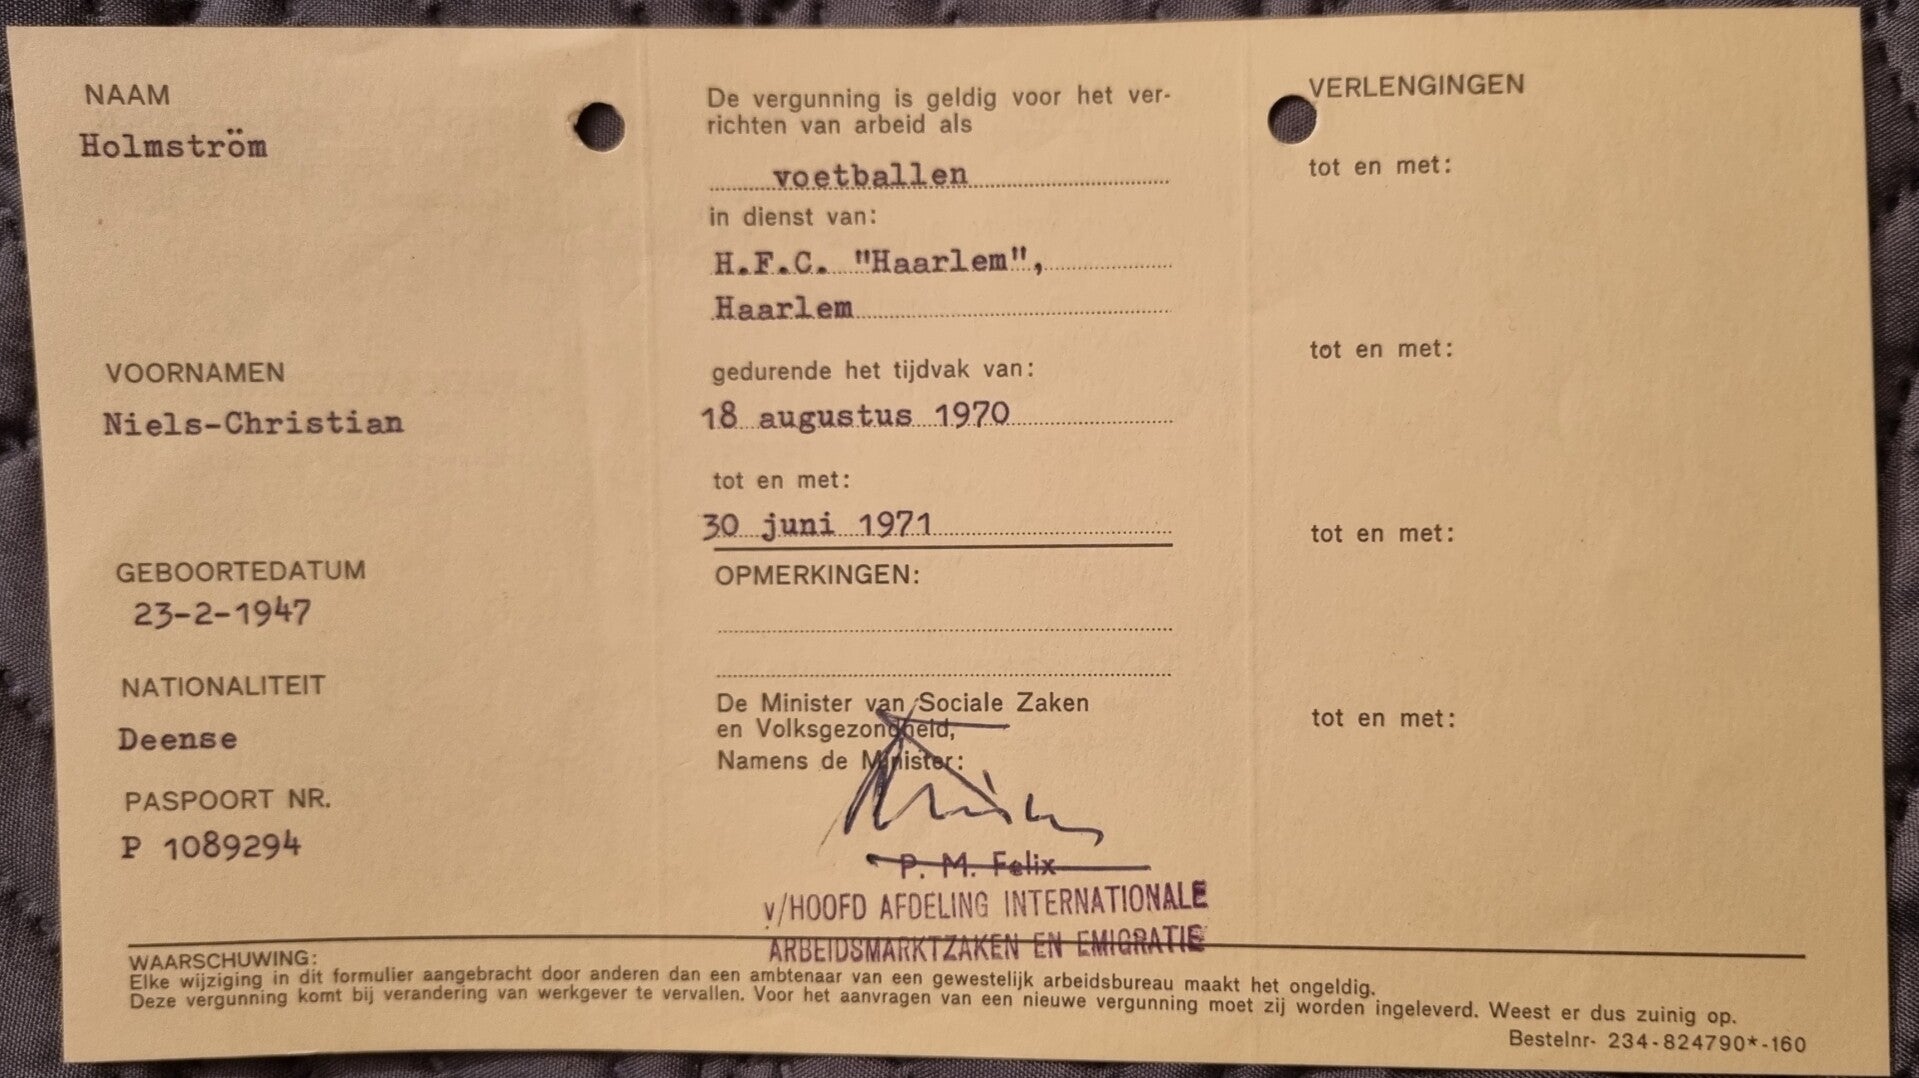 NAAM
Holmström
VOORNAMEN
Niels-Christian
GEBOORTEDATUM
23-2-1947
NATIONALITEIT
Deense
PASPOORT NR.
P 1089294
De vergunning is geldig voor het ver-
richten van arbeid als
voetballen
in dienst van:
H.F.C. "Haarlem",
Haarlem
gedurende het tijdvak van:
18 augustus 1970
tot en met:
30 juni 1971
OPMERKINGEN:
De Minister van Sociale Zaken
en Volksgezondheid,
Namens de Minister:
P. M. Felix
v/HOOFD AFDELING INTERNATIONALE
ARBEIDSMARKTZAKEN EN EMIGRATIE
VERLENGINGEN
tot en met:
tot en met:
tot en met:
tot en met:
WAARSCHUWING:
Elke wijziging in dit formulier aangebracht door anderen dan een ambtenaar van een gewestelijk arbeidsbureau maakt het ongeldig.
Deze vergunning komt bij verandering van werkgever te vervallen. Voor het aanvragen van een nieuwe vergunning moet zij worden ingeleverd. Weest er dus zuinig op.
Bestelnr- 234-824790*-160